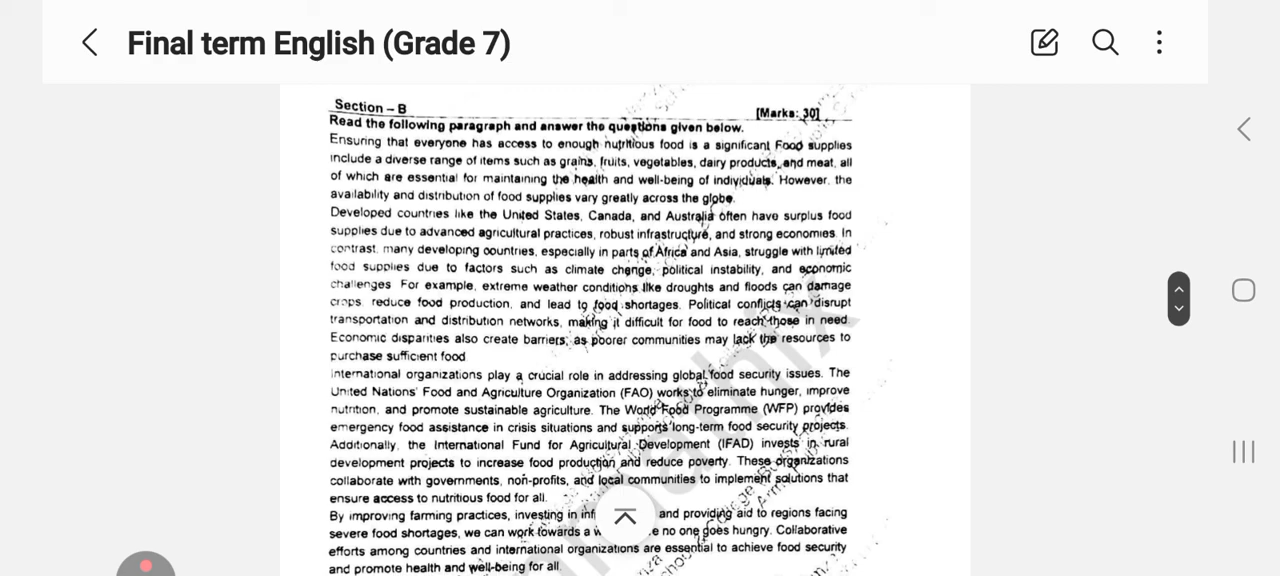 Final term English (Grade 7)
Section – B
[Marks: 30]
Read the following paragraph and answer the questions given below.
Ensuring that everyone has access to enough nutritious food is a significant Food supplies
include a diverse range of items such as grains, fruits, vegetables, dairy products, and meat, all
of which are essential for maintaining the health and well-being of individuals. However, the
availability and distribution of food supplies vary greatly across the globe.
Developed countries like the United States, Canada, and Australia often have surplus food
supplies due to advanced agricultural practices, robust infrastructure, and strong economies. In
contrast, many developing countries, especially in parts of Africa and Asia, struggle with limited
food supplies due to factors such as climate change, political instability, and economic
challenges For example, extreme weather conditions like droughts and floods can damage
crops, reduce food production, and lead to food shortages. Political conflicts can disrupt
transportation and distribution networks, making it difficult for food to reach those in need.
Economic disparities also create barriers, as poorer communities may lack the resources to
purchase sufficient food
International organizations play a crucial role in addressing global food security issues. The
United Nations' Food and Agriculture Organization (FAO) works to eliminate hunger, improve
nutrition, and promote sustainable agriculture. The World Food Programme (WFP) provides
emergency food assistance in crisis situations and supports long-term food security projects.
Additionally, the International Fund for Agricultural Development (IFAD) invests in rural
development projects to increase food production and reduce poverty. These organizations
collaborate with governments, non-profits, and local communities to implement solutions that
ensure access to nutritious food for all.
By improving farming practices, investing in inf and providing aid to regions facing
severe food shortages, we can work towards a w e no one goes hungry. Collaborative
efforts among countries and international organizations are essential to achieve food security
and promote health and well-being for all.